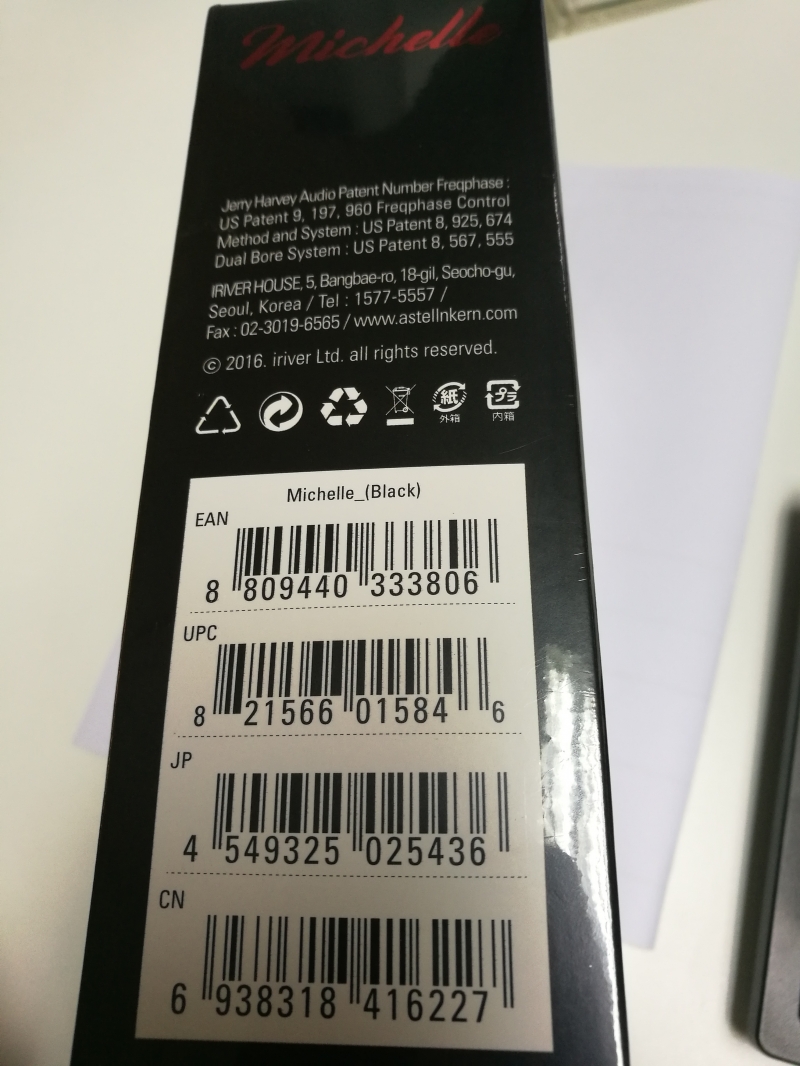 Michelle
Jerry Harvey Audio Patent Number Freqphase :
US Patent 9, 197, 960 Freqphase Control
Method and System : US Patent 8, 925, 674
Dual Bore System : US Patent 8, 567, 555
IRIVER HOUSE, 5, Bangbae-ro, 18-gil, Seocho-gu,
Seoul, Korea / Tel : 1577-5557 /
Fax : 02-3019-6565 / www.astellnkern.com
© 2016. iriver Ltd. all rights reserved.
紙 プラ
外箱 内箱
Michelle_(Black)
EAN
8 809440 333806
UPC
8 21566 01584 6
JP
4 549325 025436
CN
6 938318 416227